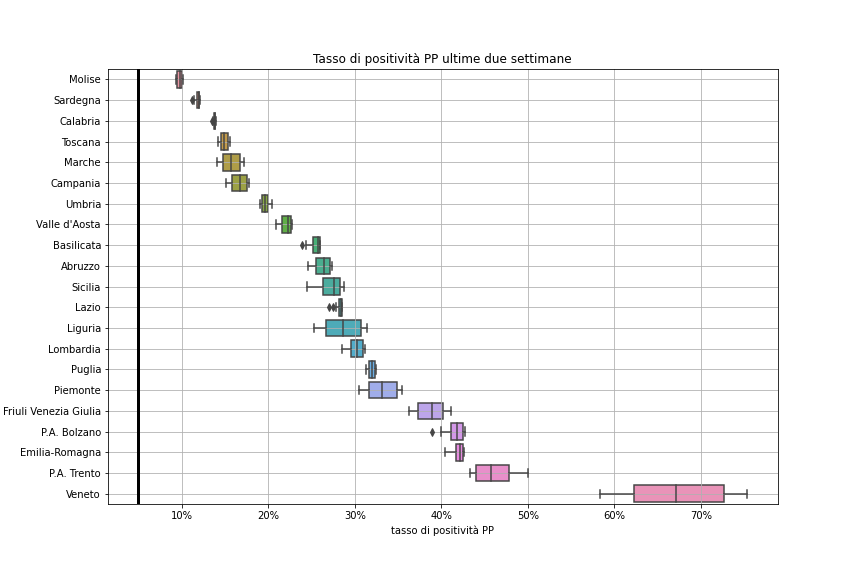 Tasso di positività PP ultime due settimane
Molise
Sardegna
Calabria
Toscana
Marche
Campania
Umbria
Valle d'Aosta
Basilicata
Abruzzo
Sicilia
Lazio
Liguria
Lombardia
Puglia
Piemonte
Friuli Venezia Giulia
P.A. Bolzano
Emilia-Romagna
P.A. Trento
Veneto
10% 20% 30% 40% 50% 60% 70%
tasso di positività PP